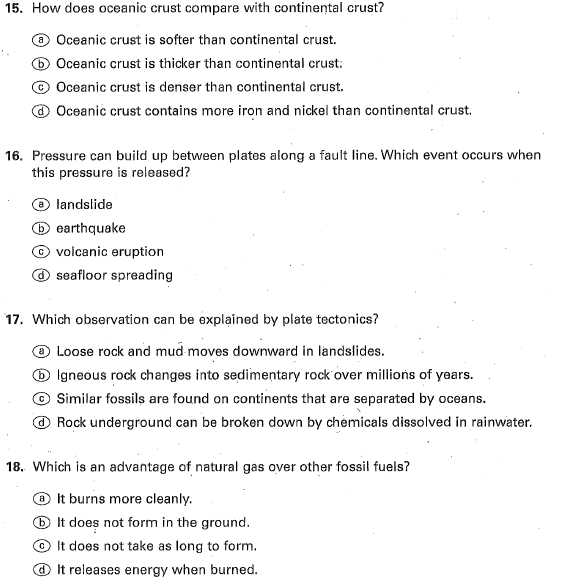 15. How does oceanic crust compare with continental crust?
ⓐ Oceanic crust is softer than continental crust.
ⓑ Oceanic crust is thicker than continental crust.
ⓒ Oceanic crust is denser than continental crust.
ⓓ Oceanic crust contains more iron and nickel than continental crust.
16. Pressure can build up between plates along a fault line. Which event occurs when
this pressure is released?
ⓐ landslide
ⓑ earthquake
ⓒ volcanic eruption
ⓓ seafloor spreading
17. Which observation can be explained by plate tectonics?
ⓐ Loose rock and mud moves downward in landslides.
ⓑ Igneous rock changes into sedimentary rock over millions of years.
ⓒ Similar fossils are found on continents that are separated by oceans.
ⓓ Rock underground can be broken down by chemicals dissolved in rainwater.
18. Which is an advantage of natural gas over other fossil fuels?
ⓐ It burns more cleanly.
ⓑ It does not form in the ground.
ⓒ It does not take as long to form.
ⓓ It releases energy when burned.